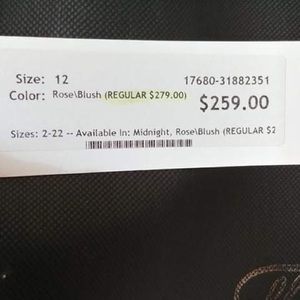 Size: 12 17680-31882351
Color: Rose\Blush (REGULAR $279.00) $259.00
Sizes: 2-22 -- Available In: Midnight, Rose\Blush (REGULAR $2